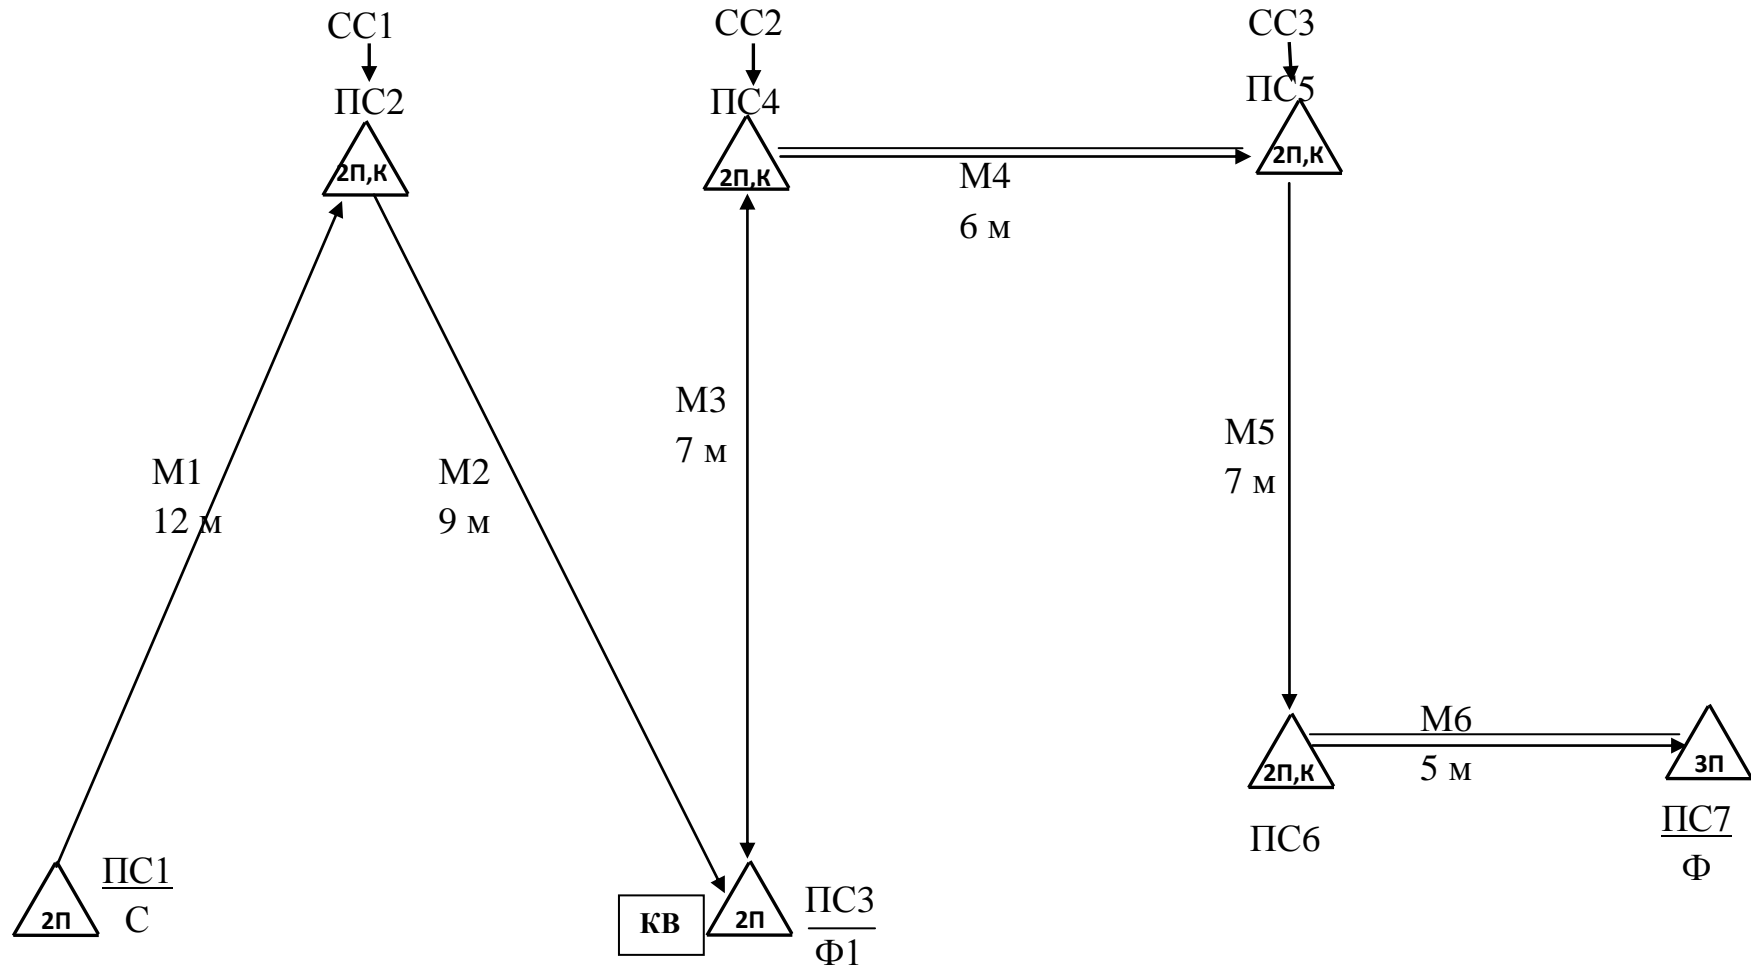 СС1
СС2
СС3
ПС2
ПС4
ПС5
2П,К
2П,К
2П,К
М4
6 м
М3
7 м
М5
7 м
М1
12 м
М2
9 м
М6
5 м
2П,К
3П
ПС6
ПС7
Ф
2П
ПС1
С
КВ
2П
ПС3
Ф1